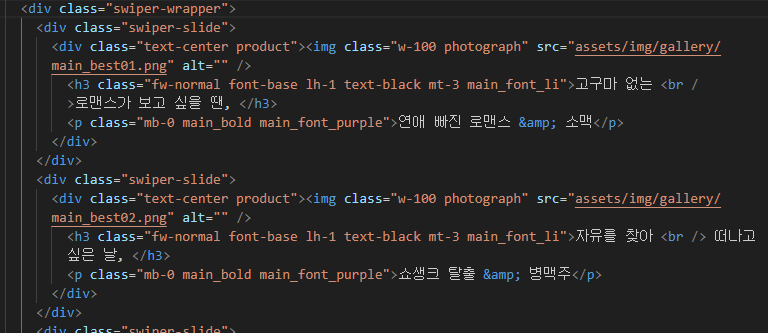 <div class="swiper-wrapper">
<div class="swiper-slide">
<div class="text-center product"><img class="w-100 photograph" src="assets/img/gallery/
main_best01.png" alt="" />
<h3 class="fw-normal font-base lh-1 text-black mt-3 main_font_li">고구마 없는 <br /
>로맨스가 보고 싶을 땐, </h3>
<p class="mb-0 main_bold main_font_purple">연애 빠진 로맨스 &amp; 소맥</p>
</div>
</div>
<div class="swiper-slide">
<div class="text-center product"><img class="w-100 photograph" src="assets/img/gallery/
main_best02.png" alt="" />
<h3 class="fw-normal font-base lh-1 text-black mt-3 main_font_li">자유를 찾아 <br /> 떠나고
싶은 날, </h3>
<p class="mb-0 main_bold main_font_purple">쇼생크 탈출 &amp; 병맥주</p>
</div>
</div>
<div class="swiper-slide">